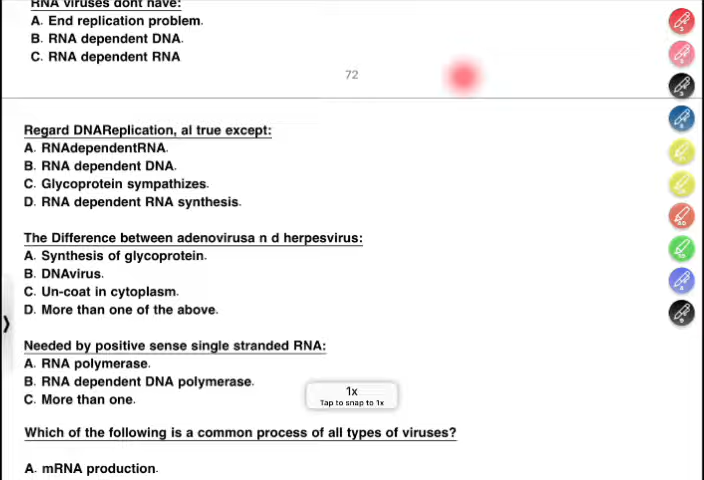 RNA viruses dont have:
A. End replication problem.
B. RNA dependent DNA.
C. RNA dependent RNA
72
Regard DNAReplication, al true except:
A. RNAdependentRNA.
B. RNA dependent DNA.
C. Glycoprotein sympathizes.
D. RNA dependent RNA synthesis.
The Difference between adenovirusa n d herpesvirus:
A. Synthesis of glycoprotein.
B. DNAvirus.
C. Un-coat in cytoplasm.
D. More than one of the above.
Needed by positive sense single stranded RNA:
A. RNA polymerase.
B. RNA dependent DNA polymerase.
C. More than one.
1x
Tap to snap to 1x
Which of the following is a common process of all types of viruses?
A. mRNA production.